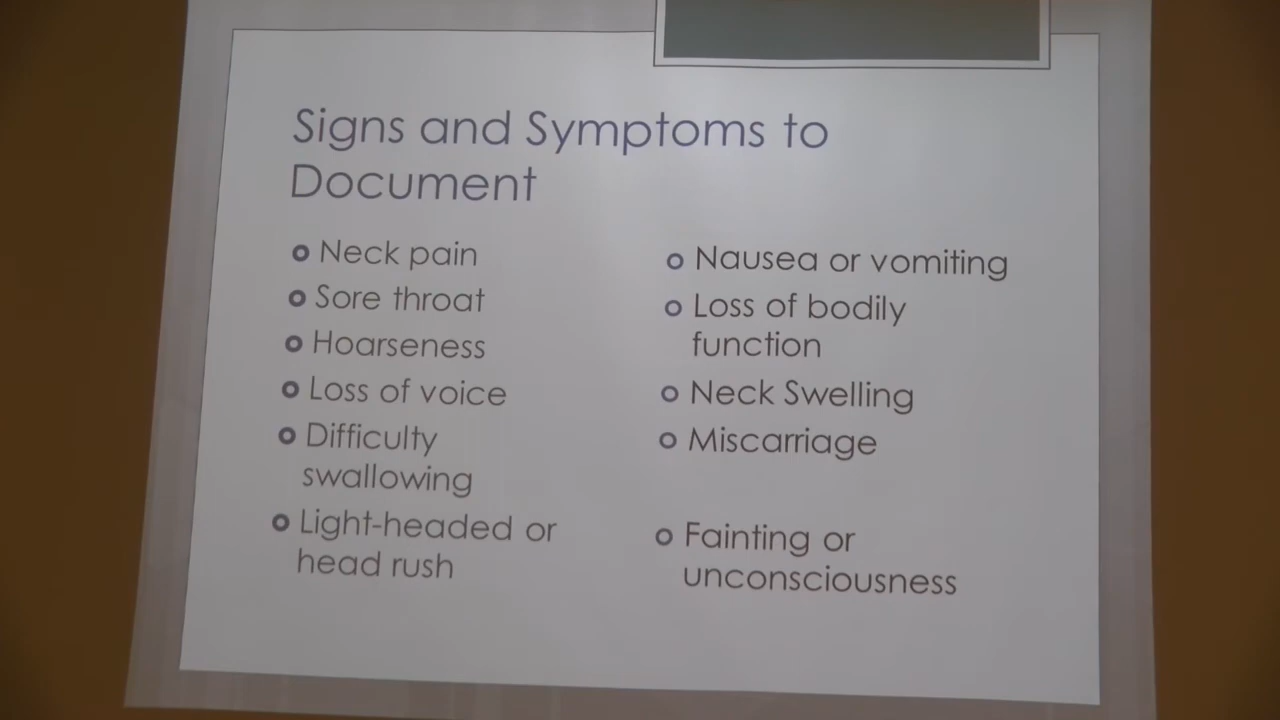 Signs and Symptoms to
Document
Neck pain
Sore throat
Hoarseness
Loss of voice
Difficulty
swallowing
Light-headed or
head rush
Nausea or vomiting
Loss of bodily
function
Neck Swelling
Miscarriage
Fainting or
unconsciousness